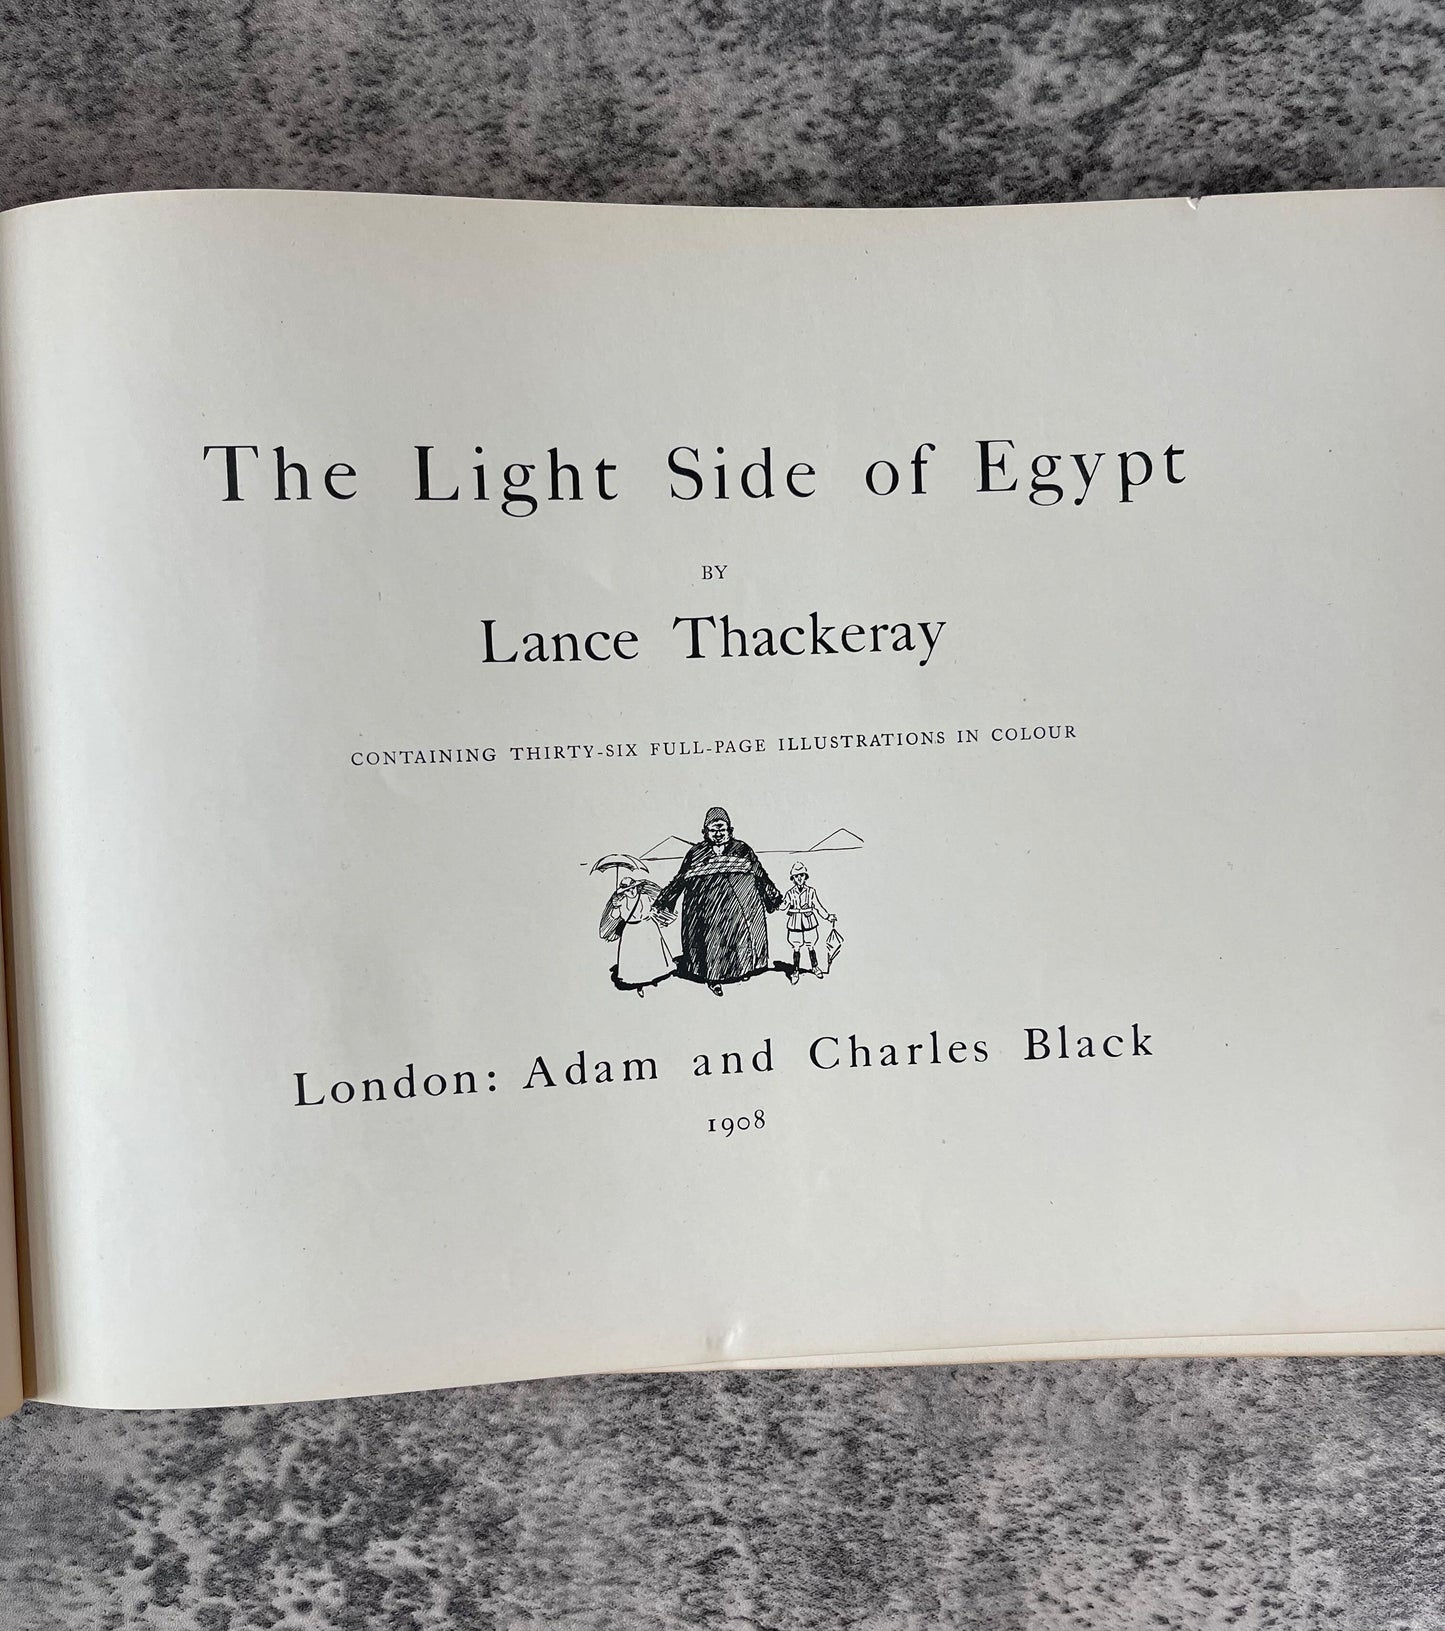 The Light Side of Egypt
BY
Lance Thackeray
CONTAINING THIRTY-SIX FULL-PAGE ILLUSTRATIONS IN COLOUR
London: Adam and Charles Black
1908